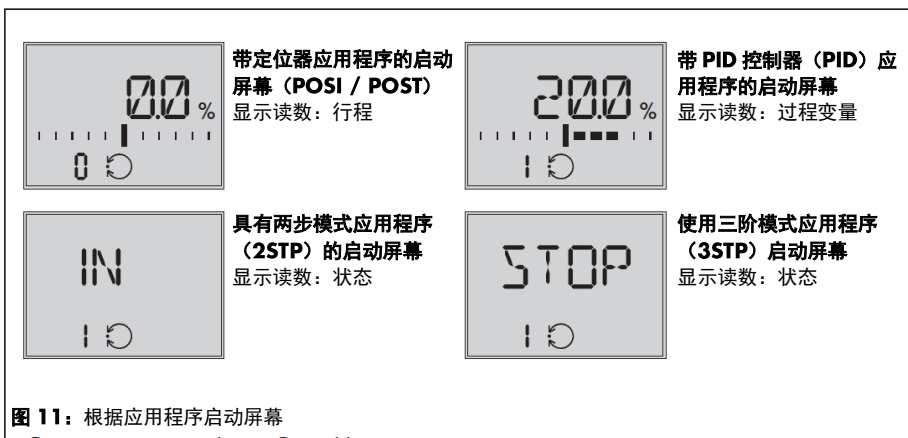 0.0 %
0
带定位器应用程序的启动
屏幕（POSI / POST）
显示读数：行程
20.0 %
1
带 PID 控制器（PID）应
用程序的启动屏幕
显示读数：过程变量
IN
1
具有两步模式应用程序
（2STP）的启动屏幕
显示读数：状态
STOP
1
使用三阶模式应用程序
（3STP）启动屏幕
显示读数：状态
图 11：根据应用程序启动屏幕